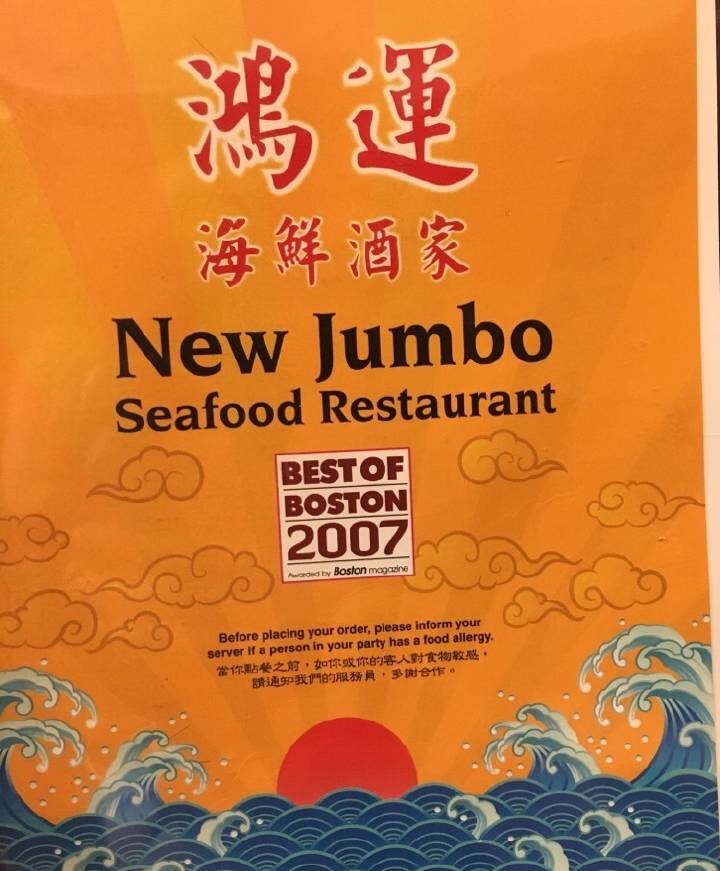 鴻運
海鮮酒家
New Jumbo
Seafood Restaurant
BEST OF
BOSTON
2007
Awarded by Boston magazine
Before placing your order, please inform your
server if a person in your party has a food allergy.
當你點餐之前，如你或你的客人對食物敏感，
請通知我們的服務員，多謝合作。